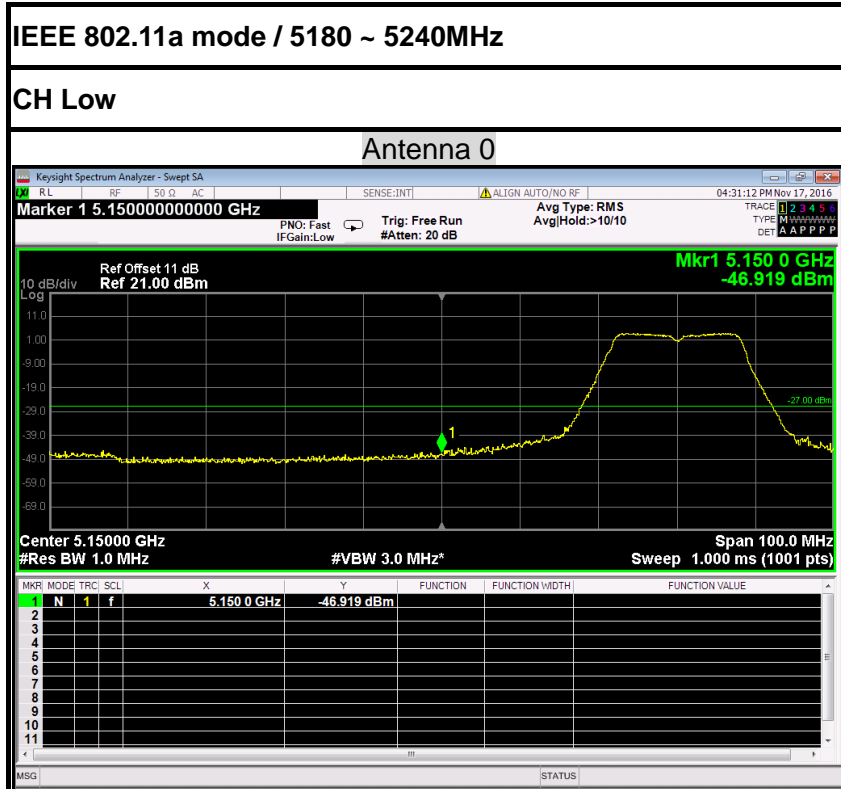 IEEE 802.11a mode / 5180 ~ 5240MHz
CH Low
Antenna 0
Keysight Spectrum Analyzer - Swept SA
RL RF 50 Ω AC SENSE:INT ALIGN AUTO/NO RF 04:31:12 PM Nov 17, 2016
Marker 1 5.150000000000 GHz
PNO: Fast
IFGain:Low
Trig: Free Run
#Atten: 20 dB
Avg Type: RMS
Avg|Hold:>10/10
TRACE 1 2 3 4 5 6
TYPE M WWWWW
DET A A P P P P
Mkr1 5.150 0 GHz
-46.919 dBm
Ref Offset 11 dB
10 dB/div Ref 21.00 dBm
Log
11.0
1.00
-9.00
-19.0
-27.00 dBm
-29.0
-39.0
1
-49.0
-59.0
-69.0
Center 5.15000 GHz Span 100.0 MHz
#Res BW 1.0 MHz #VBW 3.0 MHz* Sweep 1.000 ms (1001 pts)
MKR MODE TRC SCL X Y FUNCTION FUNCTION WIDTH FUNCTION VALUE
1 N 1 f 5.150 0 GHz -46.919 dBm
2
3
4
5
6
7
8
9
10
11
MSG STATUS